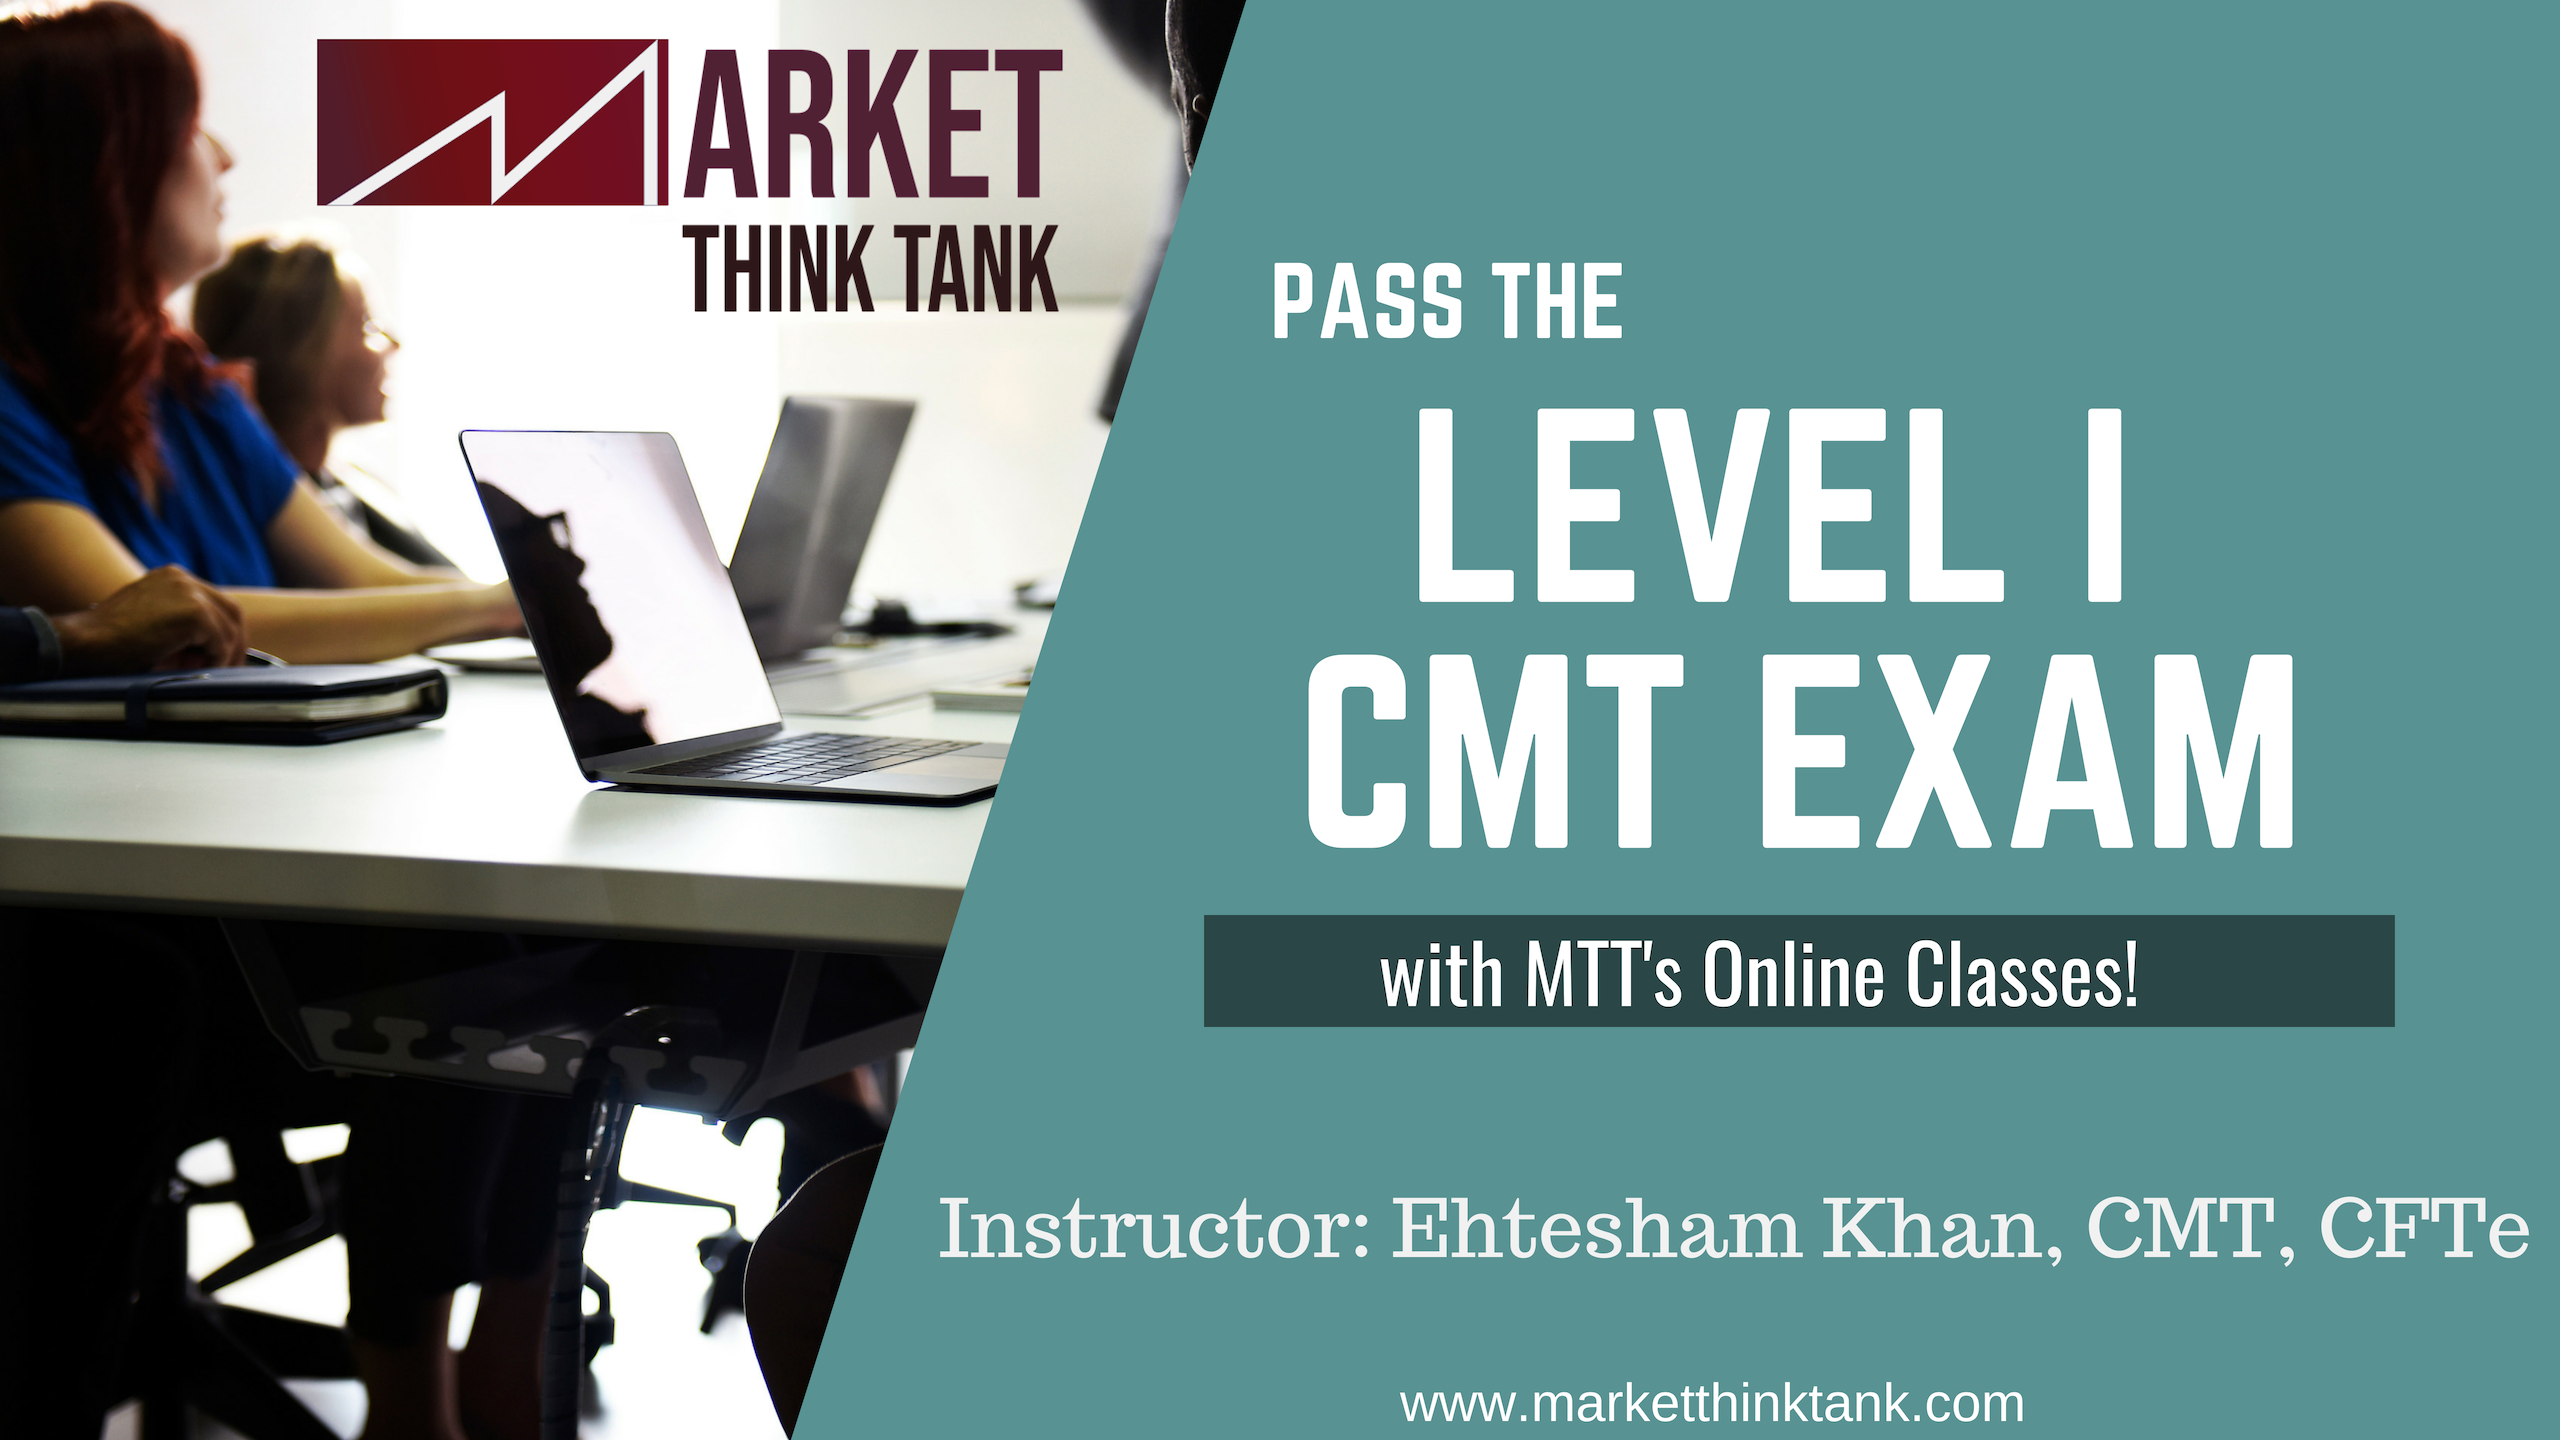 MARKET
THINK TANK
PASS THE
LEVEL I
CMT EXAM
with MTT's Online Classes!
Instructor: Ehtesham Khan, CMT, CFTe
www.marketthinktank.com